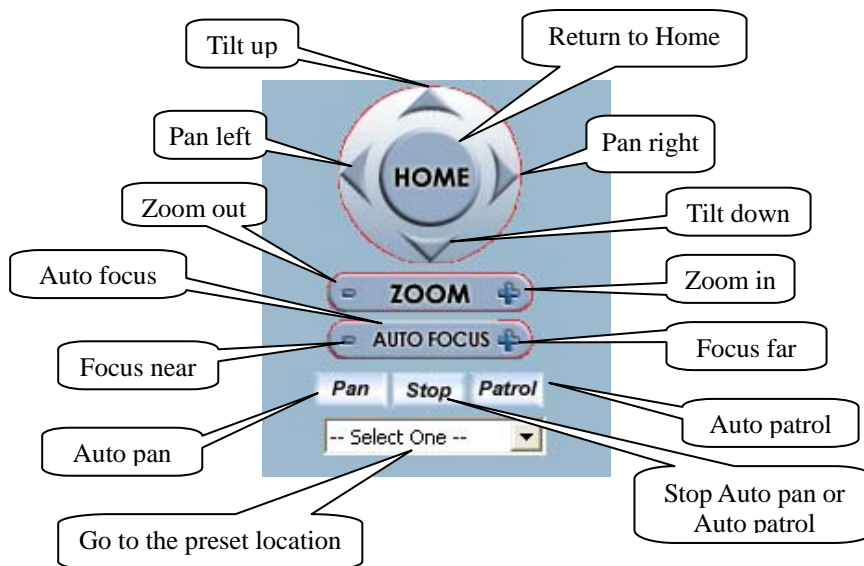 Tilt up
Return to Home
Pan left
Pan right
HOME
Zoom out
Tilt down
Auto focus
Zoom in
- ZOOM +
- AUTO FOCUS +
Focus near
Focus far
Pan Stop Patrol
Auto pan
-- Select One --
Auto patrol
Stop Auto pan or
Auto patrol
Go to the preset location